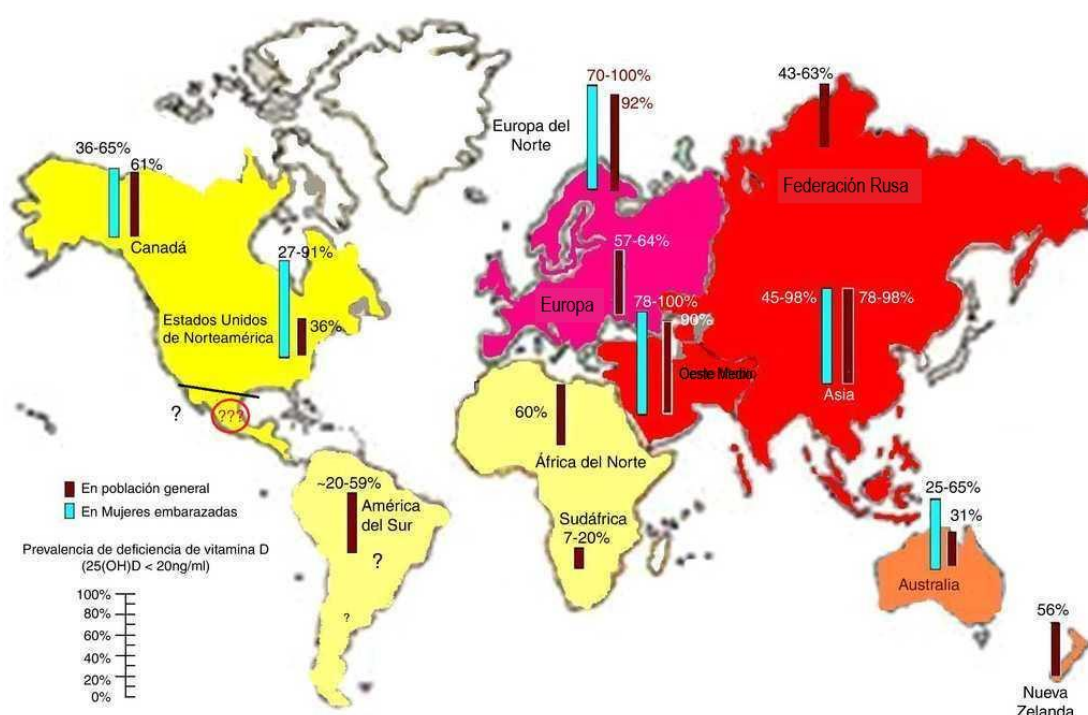 70-100%
92%
Europa del
Norte
43-63%
Federación Rusa
36-65%
61%
Canadá
27-91%
Estados Unidos
de Norteamérica
36%
57-64%
Europa
78-100%
90%
Oeste Medio
45-98%
78-98%
Asia
?
???
60%
África del Norte
En población general
En Mujeres embarazadas
~20-59%
América
del Sur
?
?
Sudáfrica
7-20%
25-65%
31%
Australia
Prevalencia de deficiencia de vitamina D
(25(OH)D < 20ng/ml)
100%
80%
60%
40%
20%
0%
56%
Nueva
Zelanda